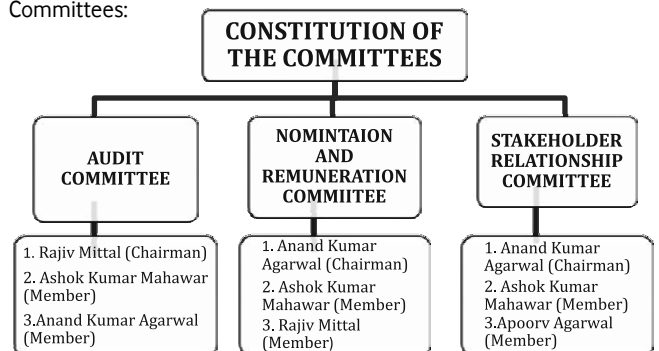 Committees:
CONSTITUTION OF
THE COMMITTEES
AUDIT
COMMITTEE
NOMINTAION
AND
REMUNERATION
COMMIITEE
STAKEHOLDER
RELATIONSHIP
COMMITTEE
1. Rajiv Mittal (Chairman)
2. Ashok Kumar Mahawar
(Member)
3.Anand Kumar Agarwal
(Member)
1. Anand Kumar
Agarwal (Chairman)
2. Ashok Kumar
Mahawar (Member)
3. Rajiv Mittal
(Member)
1. Anand Kumar
Agarwal (Chairman)
2. Ashok Kumar
Mahawar (Member)
3.Apoorv Agarwal
(Member)